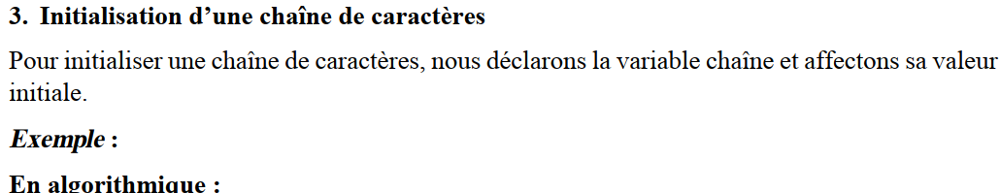 3. Initialisation d’une chaîne de caractères
Pour initialiser une chaîne de caractères, nous déclarons la variable chaîne et affectons sa valeur
initiale.
Exemple :
En algorithmique :